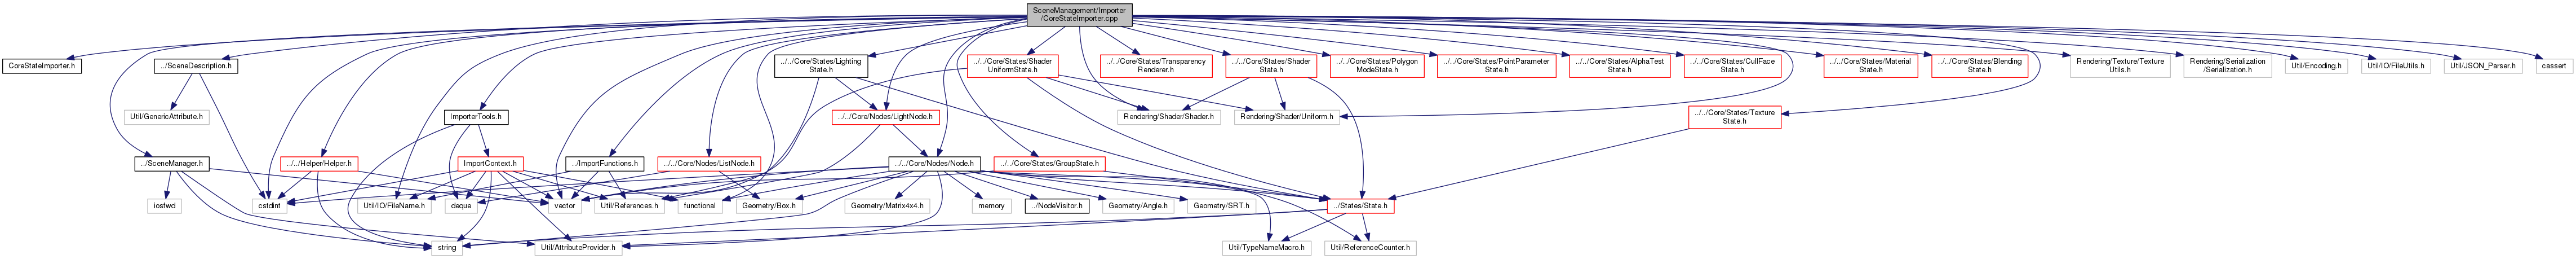 SceneManagement/Importer
/CoreStateImporter.cpp
CoreStateImporter.h
../SceneDescription.h
../../Core/States/Lighting
State.h
../../Core/States/Shader
UniformState.h
../../Core/States/Transparency
Renderer.h
../../Core/States/Shader
State.h
../../Core/States/Polygon
ModeState.h
../../Core/States/PointParameter
State.h
../../Core/States/AlphaTest
State.h
../../Core/States/CullFace
State.h
../../Core/States/Material
State.h
../../Core/States/Blending
State.h
Rendering/Texture/Texture
Utils.h
Rendering/Serialization
/Serialization.h
Util/Encoding.h
Util/IO/FileUtils.h
Util/JSON_Parser.h
cassert
Util/GenericAttribute.h
ImporterTools.h
../../Core/Nodes/LightNode.h
Rendering/Shader/Shader.h
Rendering/Shader/Uniform.h
../../Core/States/Texture
State.h
../SceneManager.h
../../Helper/Helper.h
ImportContext.h
../ImportFunctions.h
../../Core/Nodes/ListNode.h
../../Core/Nodes/Node.h
../../Core/States/GroupState.h
iosfwd
cstdint
Util/IO/FileName.h
deque
vector
Util/References.h
functional
Geometry/Box.h
Geometry/Matrix4x4.h
memory
../NodeVisitor.h
Geometry/Angle.h
Geometry/SRT.h
../States/State.h
string
Util/AttributeProvider.h
Util/TypeNameMacro.h
Util/ReferenceCounter.h